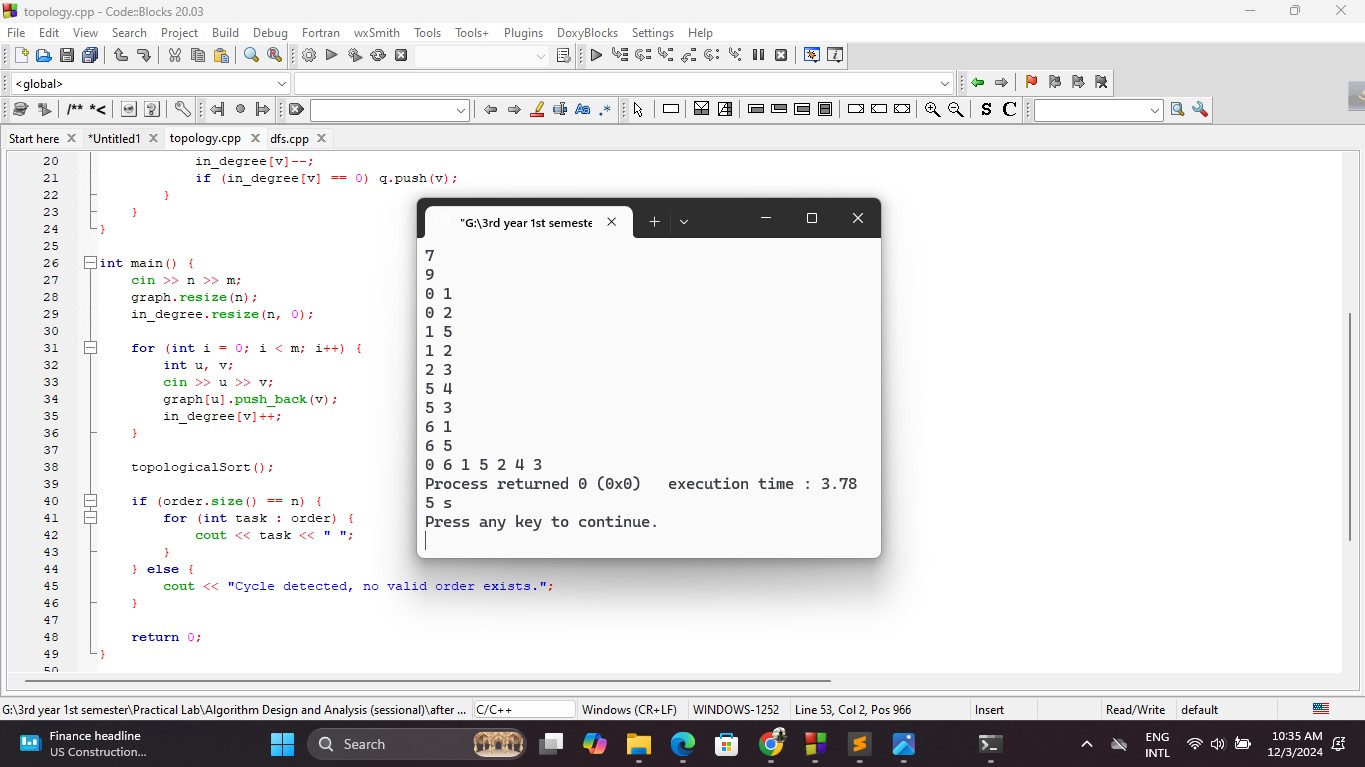 topology.cpp - Code::Blocks 20.03
File Edit View Search Project Build Debug Fortran wxSmith Tools Tools+ Plugins DoxyBlocks Settings Help
<global>
/** *<
S C
Start here *Untitled1 topology.cpp dfs.cpp
20 in_degree[v]--;
21 if (in_degree[v] == 0) q.push(v);
22 }
23 }
24 }
25
26 int main() {
27 cin >> n >> m;
28 graph.resize(n);
29 in_degree.resize(n, 0);
30
31 for (int i = 0; i < m; i++) {
32 int u, v;
33 cin >> u >> v;
34 graph[u].push_back(v);
35 in_degree[v]++;
36 }
37
38 topologicalSort();
39
40 if (order.size() == n) {
41 for (int task : order) {
42 cout << task << " ";
43 }
44 } else {
45 cout << "Cycle detected, no valid order exists.";
46 }
47
48 return 0;
49 }
50
"G:\3rd year 1st semeste
7
9
0 1
0 2
1 5
1 2
2 3
5 4
5 3
6 1
6 5
0 6 1 5 2 4 3
Process returned 0 (0x0) execution time : 3.78
5 s
Press any key to continue.
G:\3rd year 1st semester\Practical Lab\Algorithm Design and Analysis (sessional)\after ... C/C++ Windows (CR+LF) WINDOWS-1252 Line 53, Col 2, Pos 966 Insert Read/Write default
Finance headline
US Construction...
Search
ENG
INTL
10:35 AM
12/3/2024